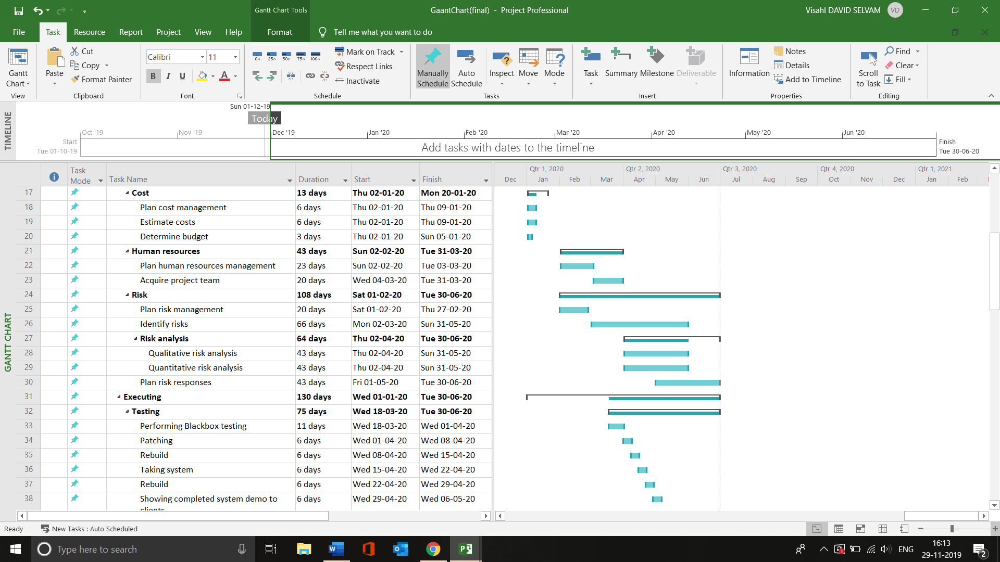 Gantt Chart Tools
GaantChart(final) - Project Professional
Visahl DAVID SELVAM
VD
File
Task
Resource
Report
Project
View
Help
Format
Tell me what you want to do
Gantt Chart
View
Paste
Cut
Copy
Format Painter
Clipboard
Calibri
11
B I U
A
Font
0% 25% 50% 75% 100%
Mark on Track
Respect Links
Inactivate
Schedule
Manually Schedule
Auto Schedule
Inspect
Move
Mode
Tasks
Task
Summary
Milestone
Deliverable
Insert
Information
Notes
Details
Add to Timeline
Properties
Scroll to Task
Find
Clear
Fill
Editing
TIMELINE
Sun 01-12-19
Today
Oct '19
Nov '19
Dec '19
Jan '20
Feb '20
Mar '20
Apr '20
May '20
Jun '20
Start
Tue 01-10-19
Add tasks with dates to the timeline
Finish
Tue 30-06-20
GANTT CHART
Task Mode
Task Name
Duration
Start
Finish
Qtr 1, 2020
Qtr 2, 2020
Qtr 3, 2020
Qtr 4, 2020
Qtr 1, 2021
Dec Jan Feb Mar Apr May Jun Jul Aug Sep Oct Nov Dec Jan Feb
17 Cost 13 days Thu 02-01-20 Mon 20-01-20
18 Plan cost management 6 days Thu 02-01-20 Thu 09-01-20
19 Estimate costs 6 days Thu 02-01-20 Thu 09-01-20
20 Determine budget 3 days Thu 02-01-20 Sun 05-01-20
21 Human resources 43 days Sun 02-02-20 Tue 31-03-20
22 Plan human resources management 23 days Sun 02-02-20 Tue 03-03-20
23 Acquire project team 20 days Wed 04-03-20 Tue 31-03-20
24 Risk 108 days Sat 01-02-20 Tue 30-06-20
25 Plan risk management 20 days Sat 01-02-20 Thu 27-02-20
26 Identify risks 66 days Mon 02-03-20 Sun 31-05-20
27 Risk analysis 64 days Thu 02-04-20 Tue 30-06-20
28 Qualitative risk analysis 43 days Thu 02-04-20 Sun 31-05-20
29 Quantitative risk analysis 43 days Thu 02-04-20 Sun 31-05-20
30 Plan risk responses 43 days Fri 01-05-20 Tue 30-06-20
31 Executing 130 days Wed 01-01-20 Tue 30-06-20
32 Testing 75 days Wed 18-03-20 Tue 30-06-20
33 Performing Blackbox testing 11 days Wed 18-03-20 Wed 01-04-20
34 Patching 6 days Wed 01-04-20 Wed 08-04-20
35 Rebuild 6 days Wed 08-04-20 Wed 15-04-20
36 Taking system 6 days Wed 15-04-20 Wed 22-04-20
37 Rebuild 6 days Wed 22-04-20 Wed 29-04-20
38 Showing completed system demo to 6 days Wed 29-04-20 Wed 06-05-20
clients
Ready
New Tasks : Auto Scheduled
Type here to search
ENG
16:13
29-11-2019
2